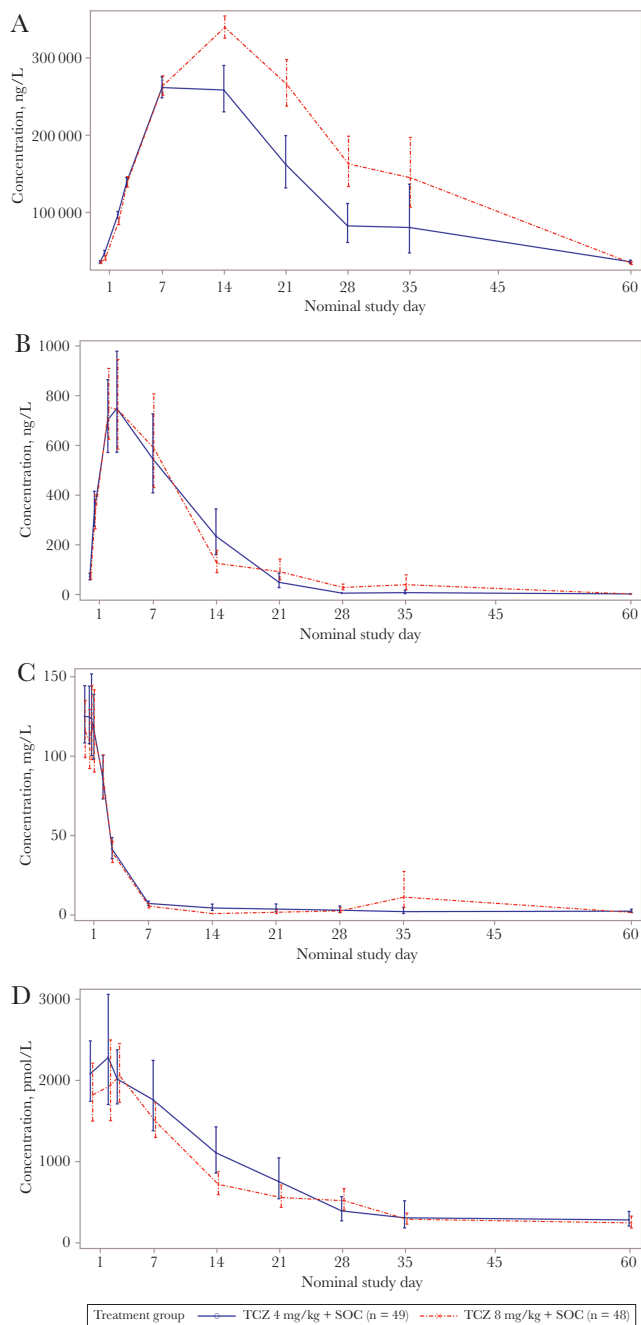 A
Concentration, ng/L
300 000
200 000
100 000
1 7 14 21 28 35 45 60
Nominal study day
B
Concentration, ng/L
1000
800
600
400
200
0
1 7 14 21 28 35 45 60
Nominal study day
C
Concentration, mg/L
150
100
50
0
1 7 14 21 28 35 45 60
Nominal study day
D
Concentration, pmol/L
3000
2000
1000
0
1 7 14 21 28 35 45 60
Nominal study day
Treatment group TCZ 4 mg/kg + SOC (n = 49) TCZ 8 mg/kg + SOC (n = 48)